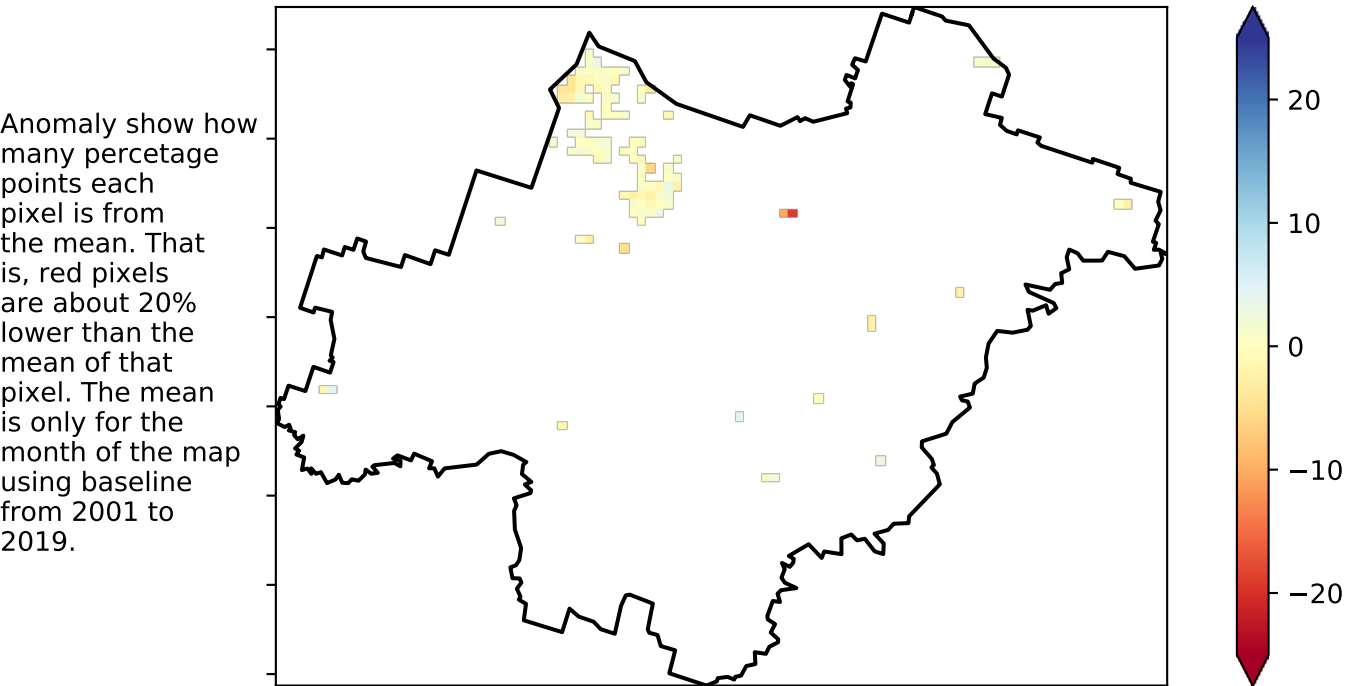 Anomaly show how
many percetage
points each
pixel is from
the mean. That
is, red pixels
are about 20%
lower than the
mean of that
pixel. The mean
is only for the
month of the map
using baseline
from 2001 to
2019.
20
10
0
−10
−20